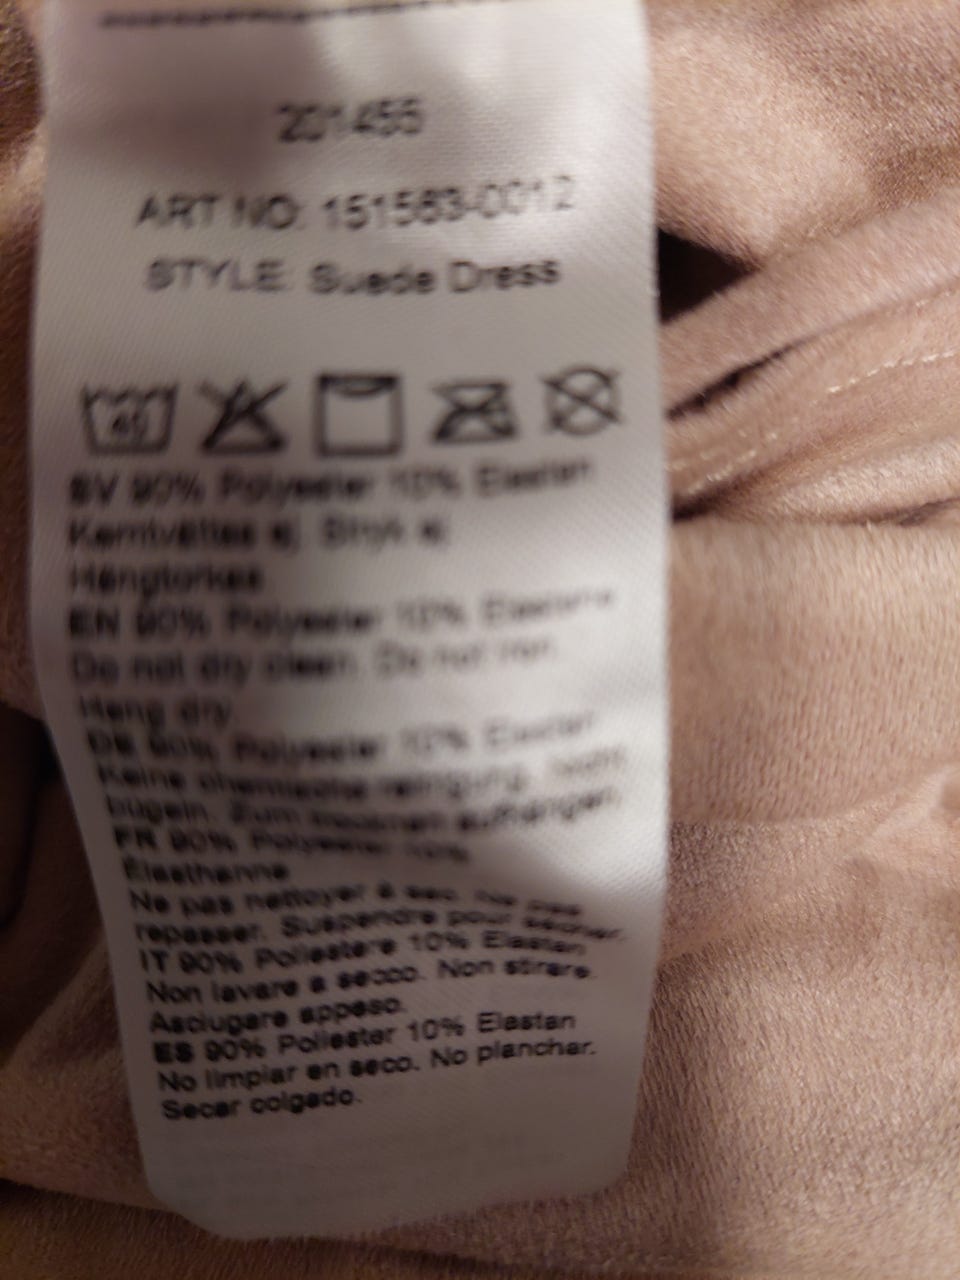 201455
ART NO: 151583-0012
STYLE: Suede Dress
40
SV 90% Polyester 10% Elastan
Kemtvättas ej. Stryk ej.
Hängtorkas
EN 90% Polyester 10% Elastane
Do not dry clean. Do not iron.
Hang dry.
DE 90% Polyester 10% Elastan
Keine chemische reinigung. Nicht
bügeln. Zum trocknen aufhängen.
FR 90% Polyester 10%
Élasthanne
Ne pas nettoyer à sec. Ne pas
repasser. Suspendre pour sécher.
IT 90% Poliestere 10% Elastan
Non lavare a secco. Non stirare.
Asciugare appeso.
ES 90% Poliester 10% Elastan
No limpiar en seco. No planchar.
Secar colgado.